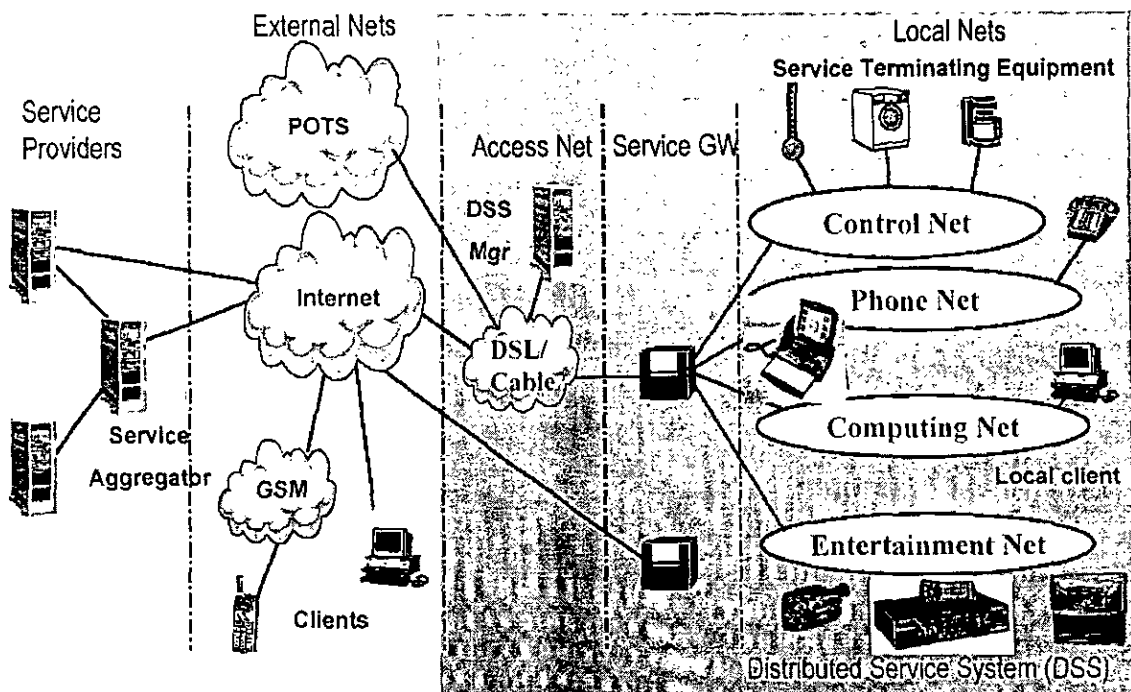 External Nets
Local Nets
Service Terminating Equipment
Service
Providers
POTS
Access Net
Service GW
DSS
Mgr
Control Net
Internet
Phone Net
DSL/
Cable
Computing Net
Service
Aggregator
Local client
GSM
Entertainment Net
Clients
Distributed Service System (DSS)